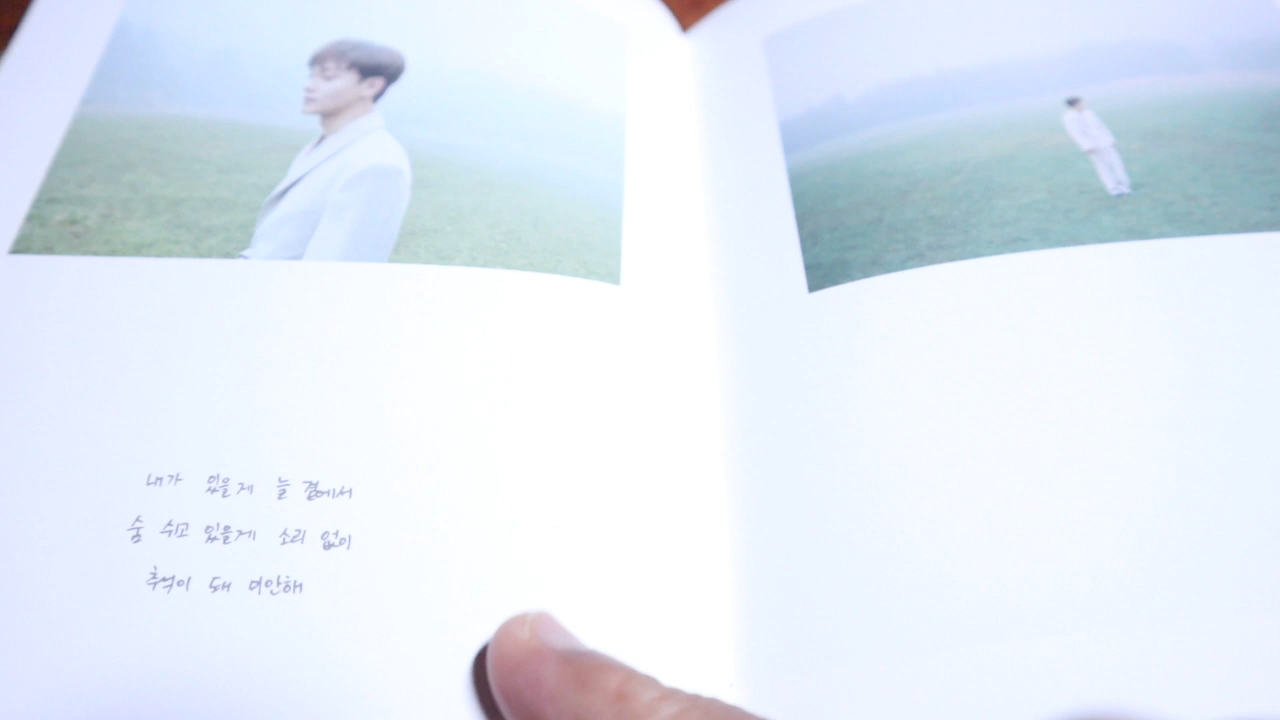 내가 있을게 늘 곁에서
숨 쉬고 있을게 소리 없이
추억이 돼 미안해